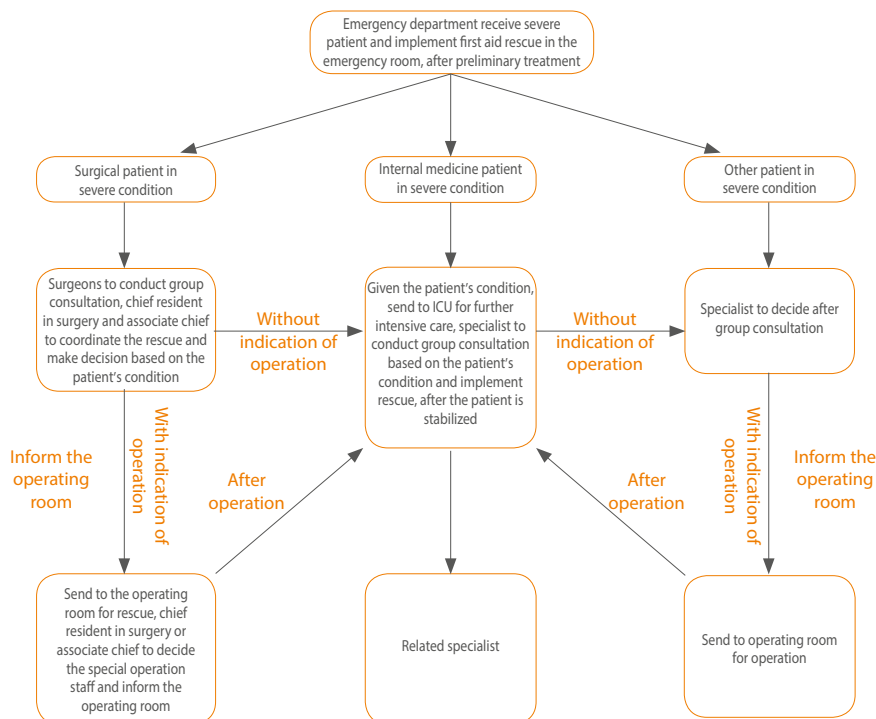 Emergency department receive severe
patient and implement first aid rescue in the
emergency room, after preliminary treatment
Surgical patient in
severe condition
Internal medicine patient
in severe condition
Other patient in
severe condition
Surgeons to conduct group
consultation, chief resident
in surgery and associate chief
to coordinate the rescue and
make decision based on the
patient's condition
Without
indication of
operation
Given the patient's condition,
send to ICU for further
intensive care, specialist to
conduct group consultation
based on the patient's
condition and implement
rescue, after the patient is
stabilized
Without
indication of
operation
Specialist to decide after
group consultation
Inform the
operating
room
With indication of
operation
After
operation
After
operation
With indication of
operation
Inform the
operating
room
Send to the operating
room for rescue, chief
resident in surgery or
associate chief to decide
the special operation
staff and inform the
operating room
Related specialist
Send to operating room
for operation